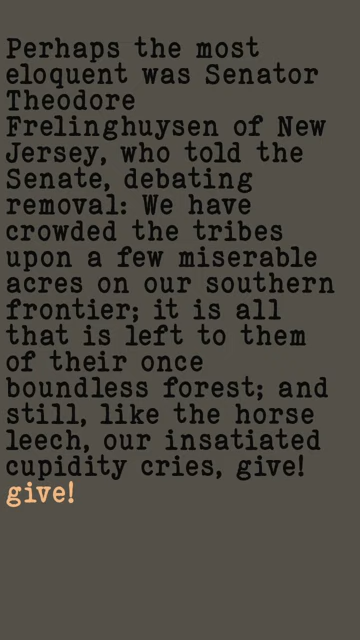 Perhaps the most
eloquent was Senator
Theodore
Frelinghuysen of New
Jersey, who told the
Senate, debating
removal: We have
crowded the tribes
upon a few miserable
acres on our southern
frontier; it is all
that is left to them
of their once
boundless forest; and
still, like the horse
leech, our insatiated
cupidity cries, give!
give!